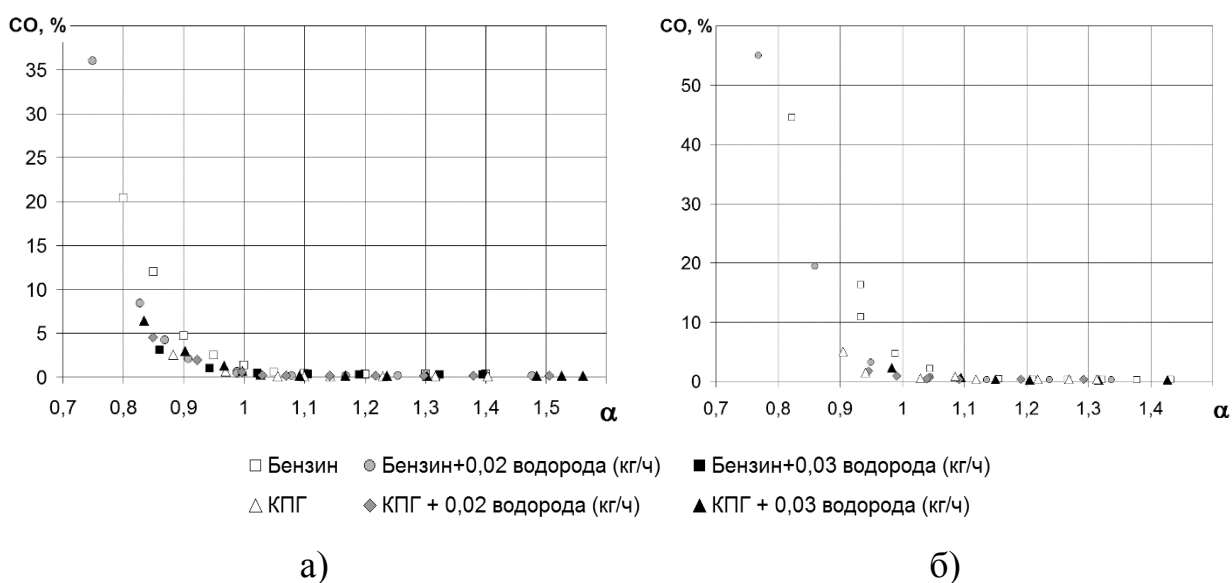 CO, %
35
30
25
20
15
10
5
0
0,7 0,8 0,9 1 1,1 1,2 1,3 1,4 1,5 α
CO, %
50
40
30
20
10
0
0,7 0,8 0,9 1 1,1 1,2 1,3 1,4 α
Бензин Бензин+0,02 водорода (кг/ч) Бензин+0,03 водорода (кг/ч)
КПГ КПГ + 0,02 водорода (кг/ч) КПГ + 0,03 водорода (кг/ч)
а) б)